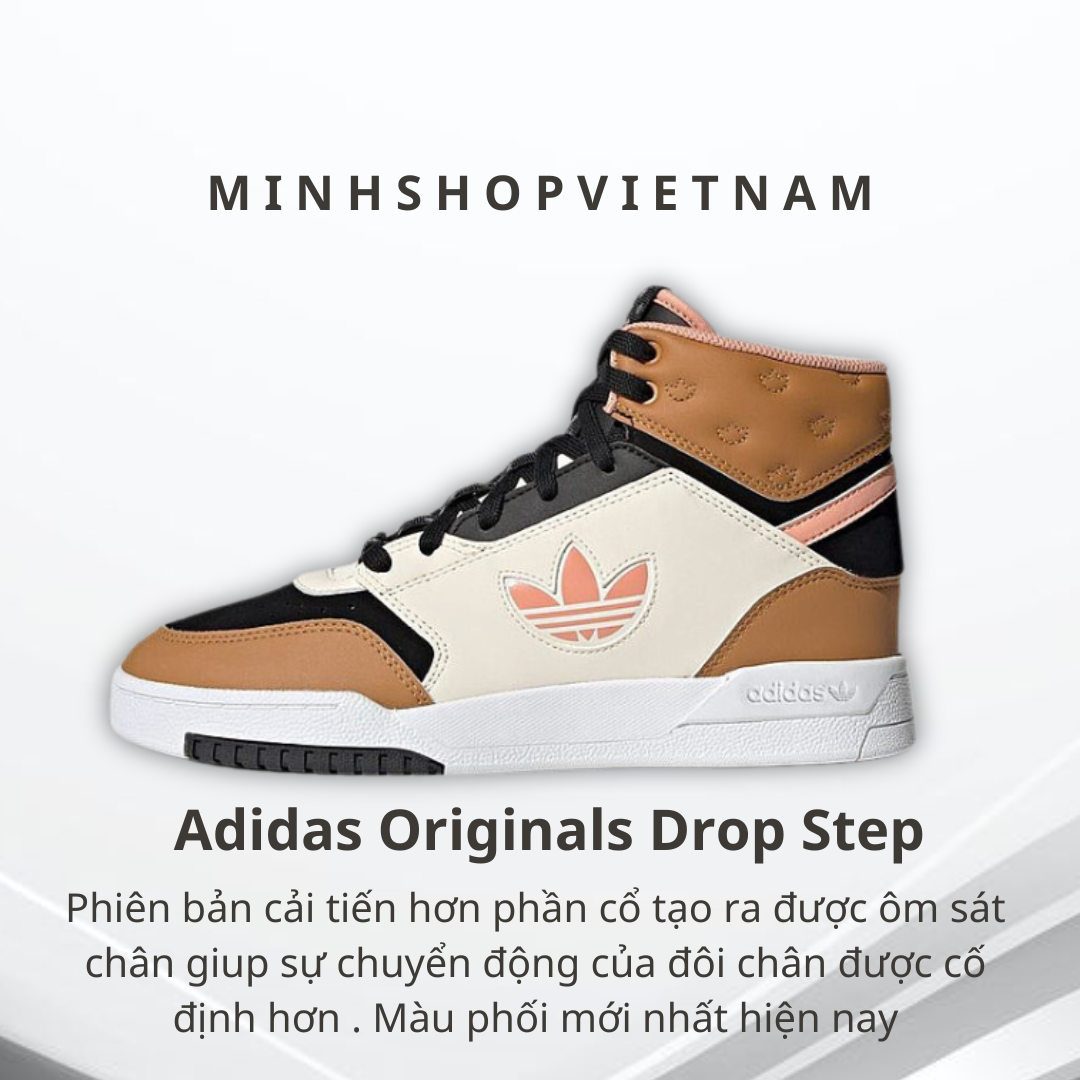 MINHSHOPVIETNAM
adidas
Adidas Originals Drop Step
Phiên bản cải tiến hơn phần cổ tạo ra được ôm sát
chân giup sự chuyển động của đôi chân được cố
định hơn . Màu phối mới nhất hiện nay